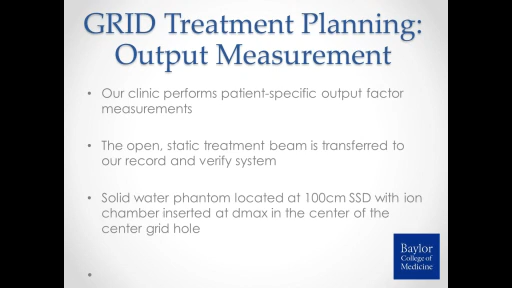 GRID Treatment Planning:
Output Measurement
• Our clinic performs patient-specific output factor
measurements
• The open, static treatment beam is transferred to
our record and verify system
• Solid water phantom located at 100cm SSD with ion
chamber inserted at dmax in the center of the
center grid hole
•
Baylor
College of
Medicine